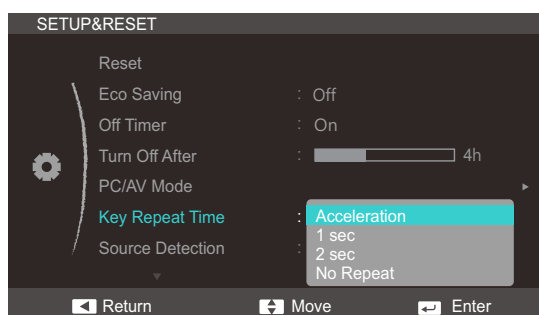 SETUP&RESET
Reset
Eco Saving : Off
Off Timer : On
Turn Off After : 4h
PC/AV Mode
Key Repeat Time : Acceleration
1 sec
Source Detection : 2 sec
No Repeat
Return Move Enter